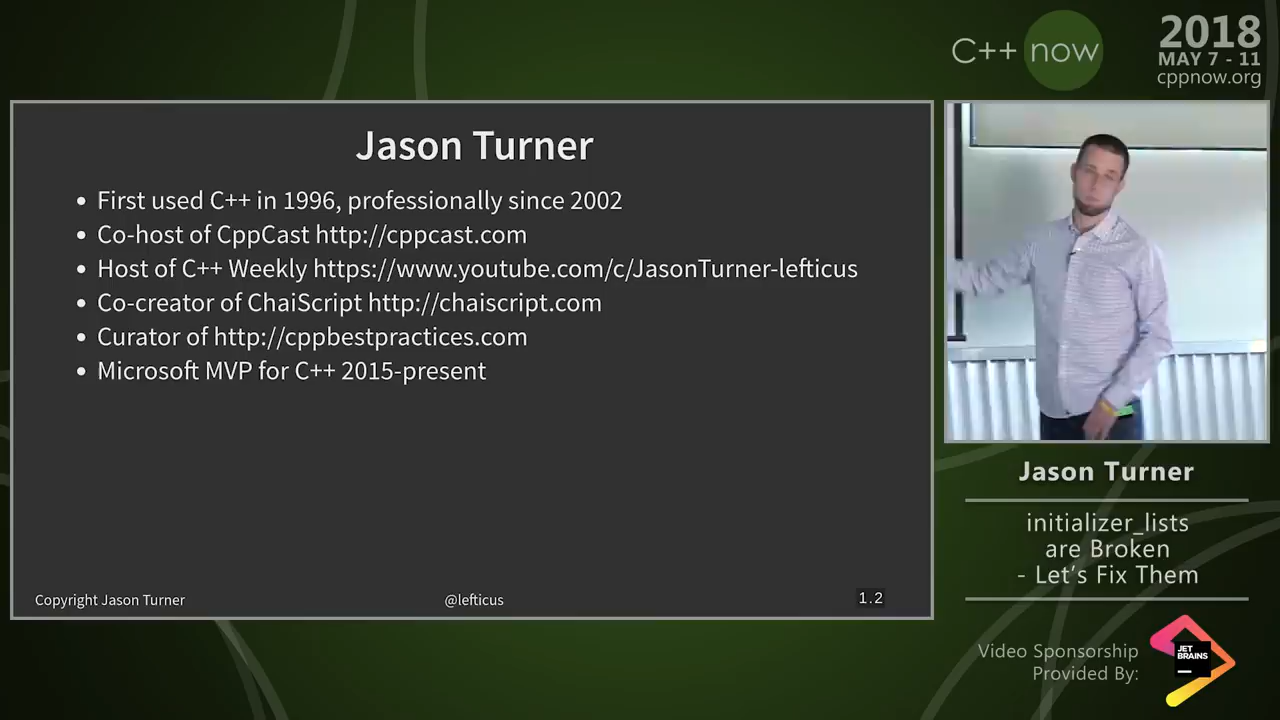 C++ now
2018
MAY 7 - 11
cppnow.org
Jason Turner
• First used C++ in 1996, professionally since 2002
• Co-host of CppCast http://cppcast.com
• Host of C++ Weekly https://www.youtube.com/c/JasonTurner-lefticus
• Co-creator of ChaiScript http://chaiscript.com
• Curator of http://cppbestpractices.com
• Microsoft MVP for C++ 2015-present
Copyright Jason Turner
@lefticus
1.2
Jason Turner
initializer_lists
are Broken
- Let's Fix Them
Video Sponsorship
Provided By:
JET
BRAINS